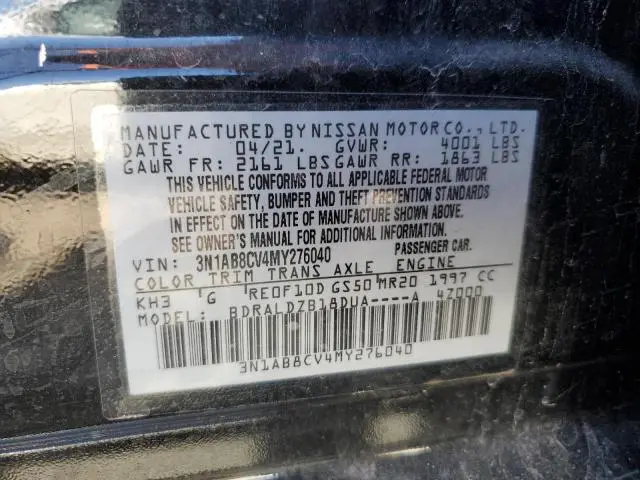 MANUFACTURED BY NISSAN MOTOR CO., LTD.
DATE: 04/21. GVWR: 4001 LBS
GAWR FR: 2161 LBS GAWR RR: 1863 LBS
THIS VEHICLE CONFORMS TO ALL APPLICABLE FEDERAL MOTOR
VEHICLE SAFETY, BUMPER AND THEFT PREVENTION STANDARDS
IN EFFECT ON THE DATE OF MANUFACTURE SHOWN ABOVE.
SEE OWNER'S MANUAL FOR ADDITIONAL INFORMATION.
VIN: 3N1AB8CV4MY276040 PASSENGER CAR.
COLOR TRIM TRANS AXLE ENGINE
KH3 G RE0F10D GS50 MR20 1997 CC
MODEL: BDRALDZB18DUA----A 4Z000
3N1AB8CV4MY276040